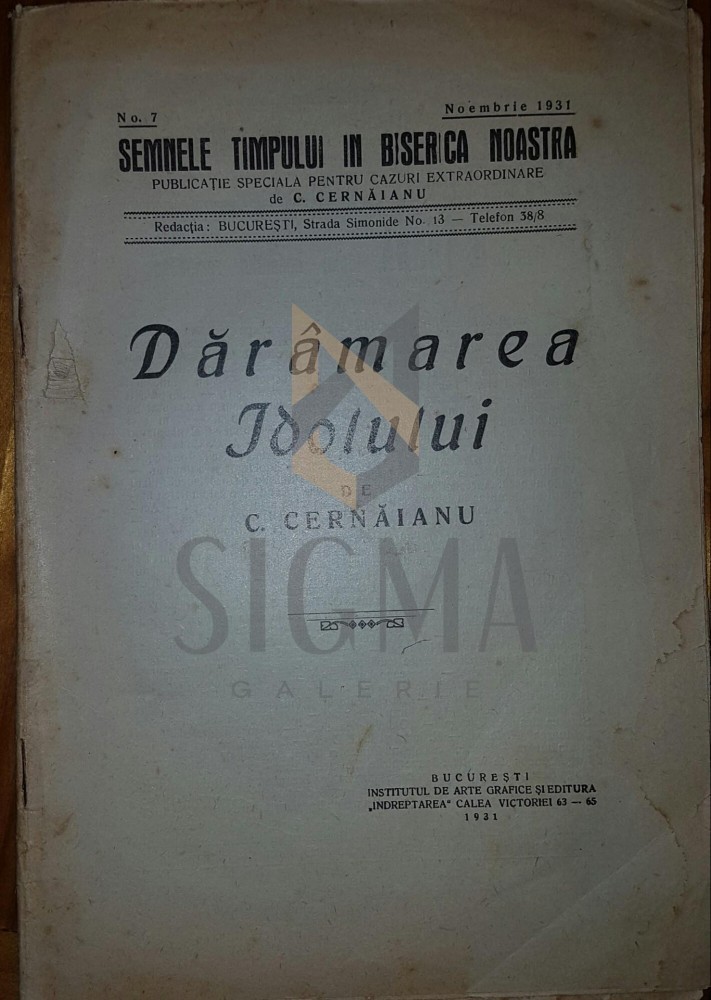 No. 7
Noembrie 1931
SEMNELE TIMPULUI IN BISERICA NOASTRA
PUBLICAȚIE SPECIALA PENTRU CAZURI EXTRAORDINARE
de C. CERNĂIANU
Redacția: BUCUREȘTI, Strada Simonide No. 13 — Telefon 38/8
Dărâmarea
Idolului
DE
C. CERNĂIANU
SIGMA
GALERIE
BUCUREȘTI
INSTITUTUL DE ARTE GRAFICE ȘI EDITURA
„INDREPTAREA" CALEA VICTORIEI 63 — 65
1931